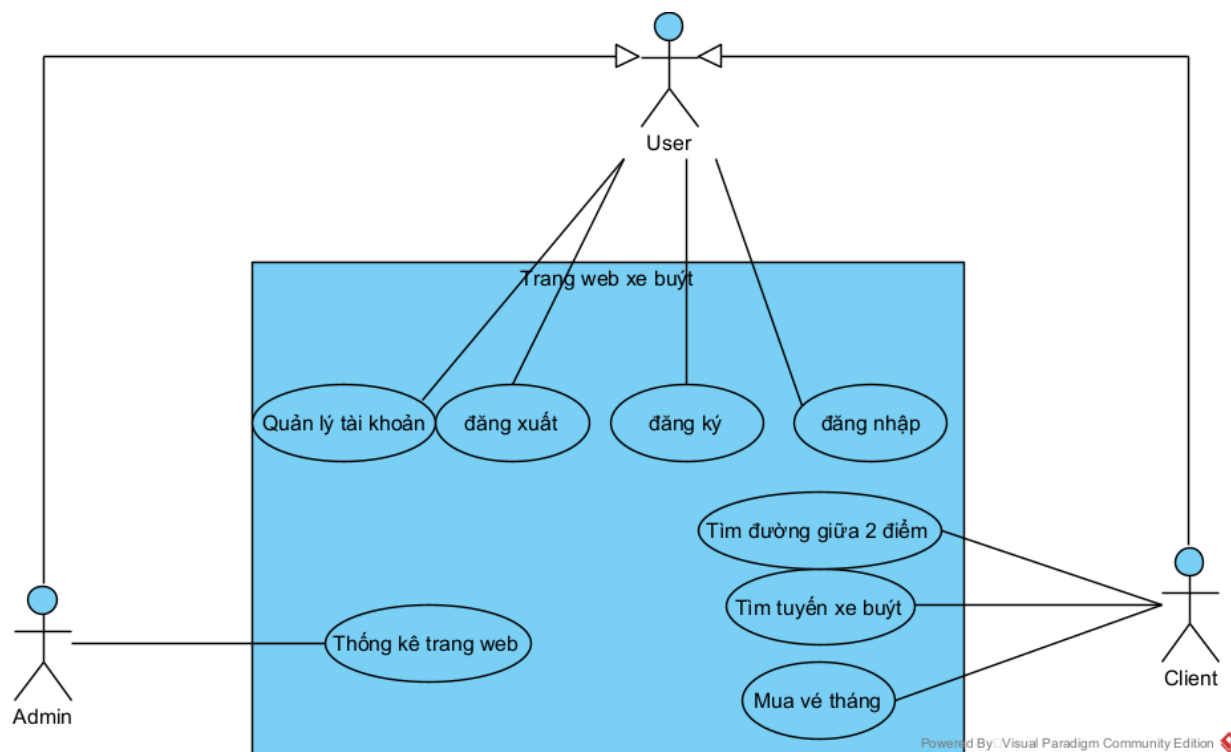 User
Trang web xe buýt
Quản lý tài khoản
đăng xuất
đăng ký
đăng nhập
Tìm đường giữa 2 điểm
Tìm tuyến xe buýt
Thống kê trang web
Mua vé tháng
Client
Admin
Powered By Visual Paradigm Community Edition